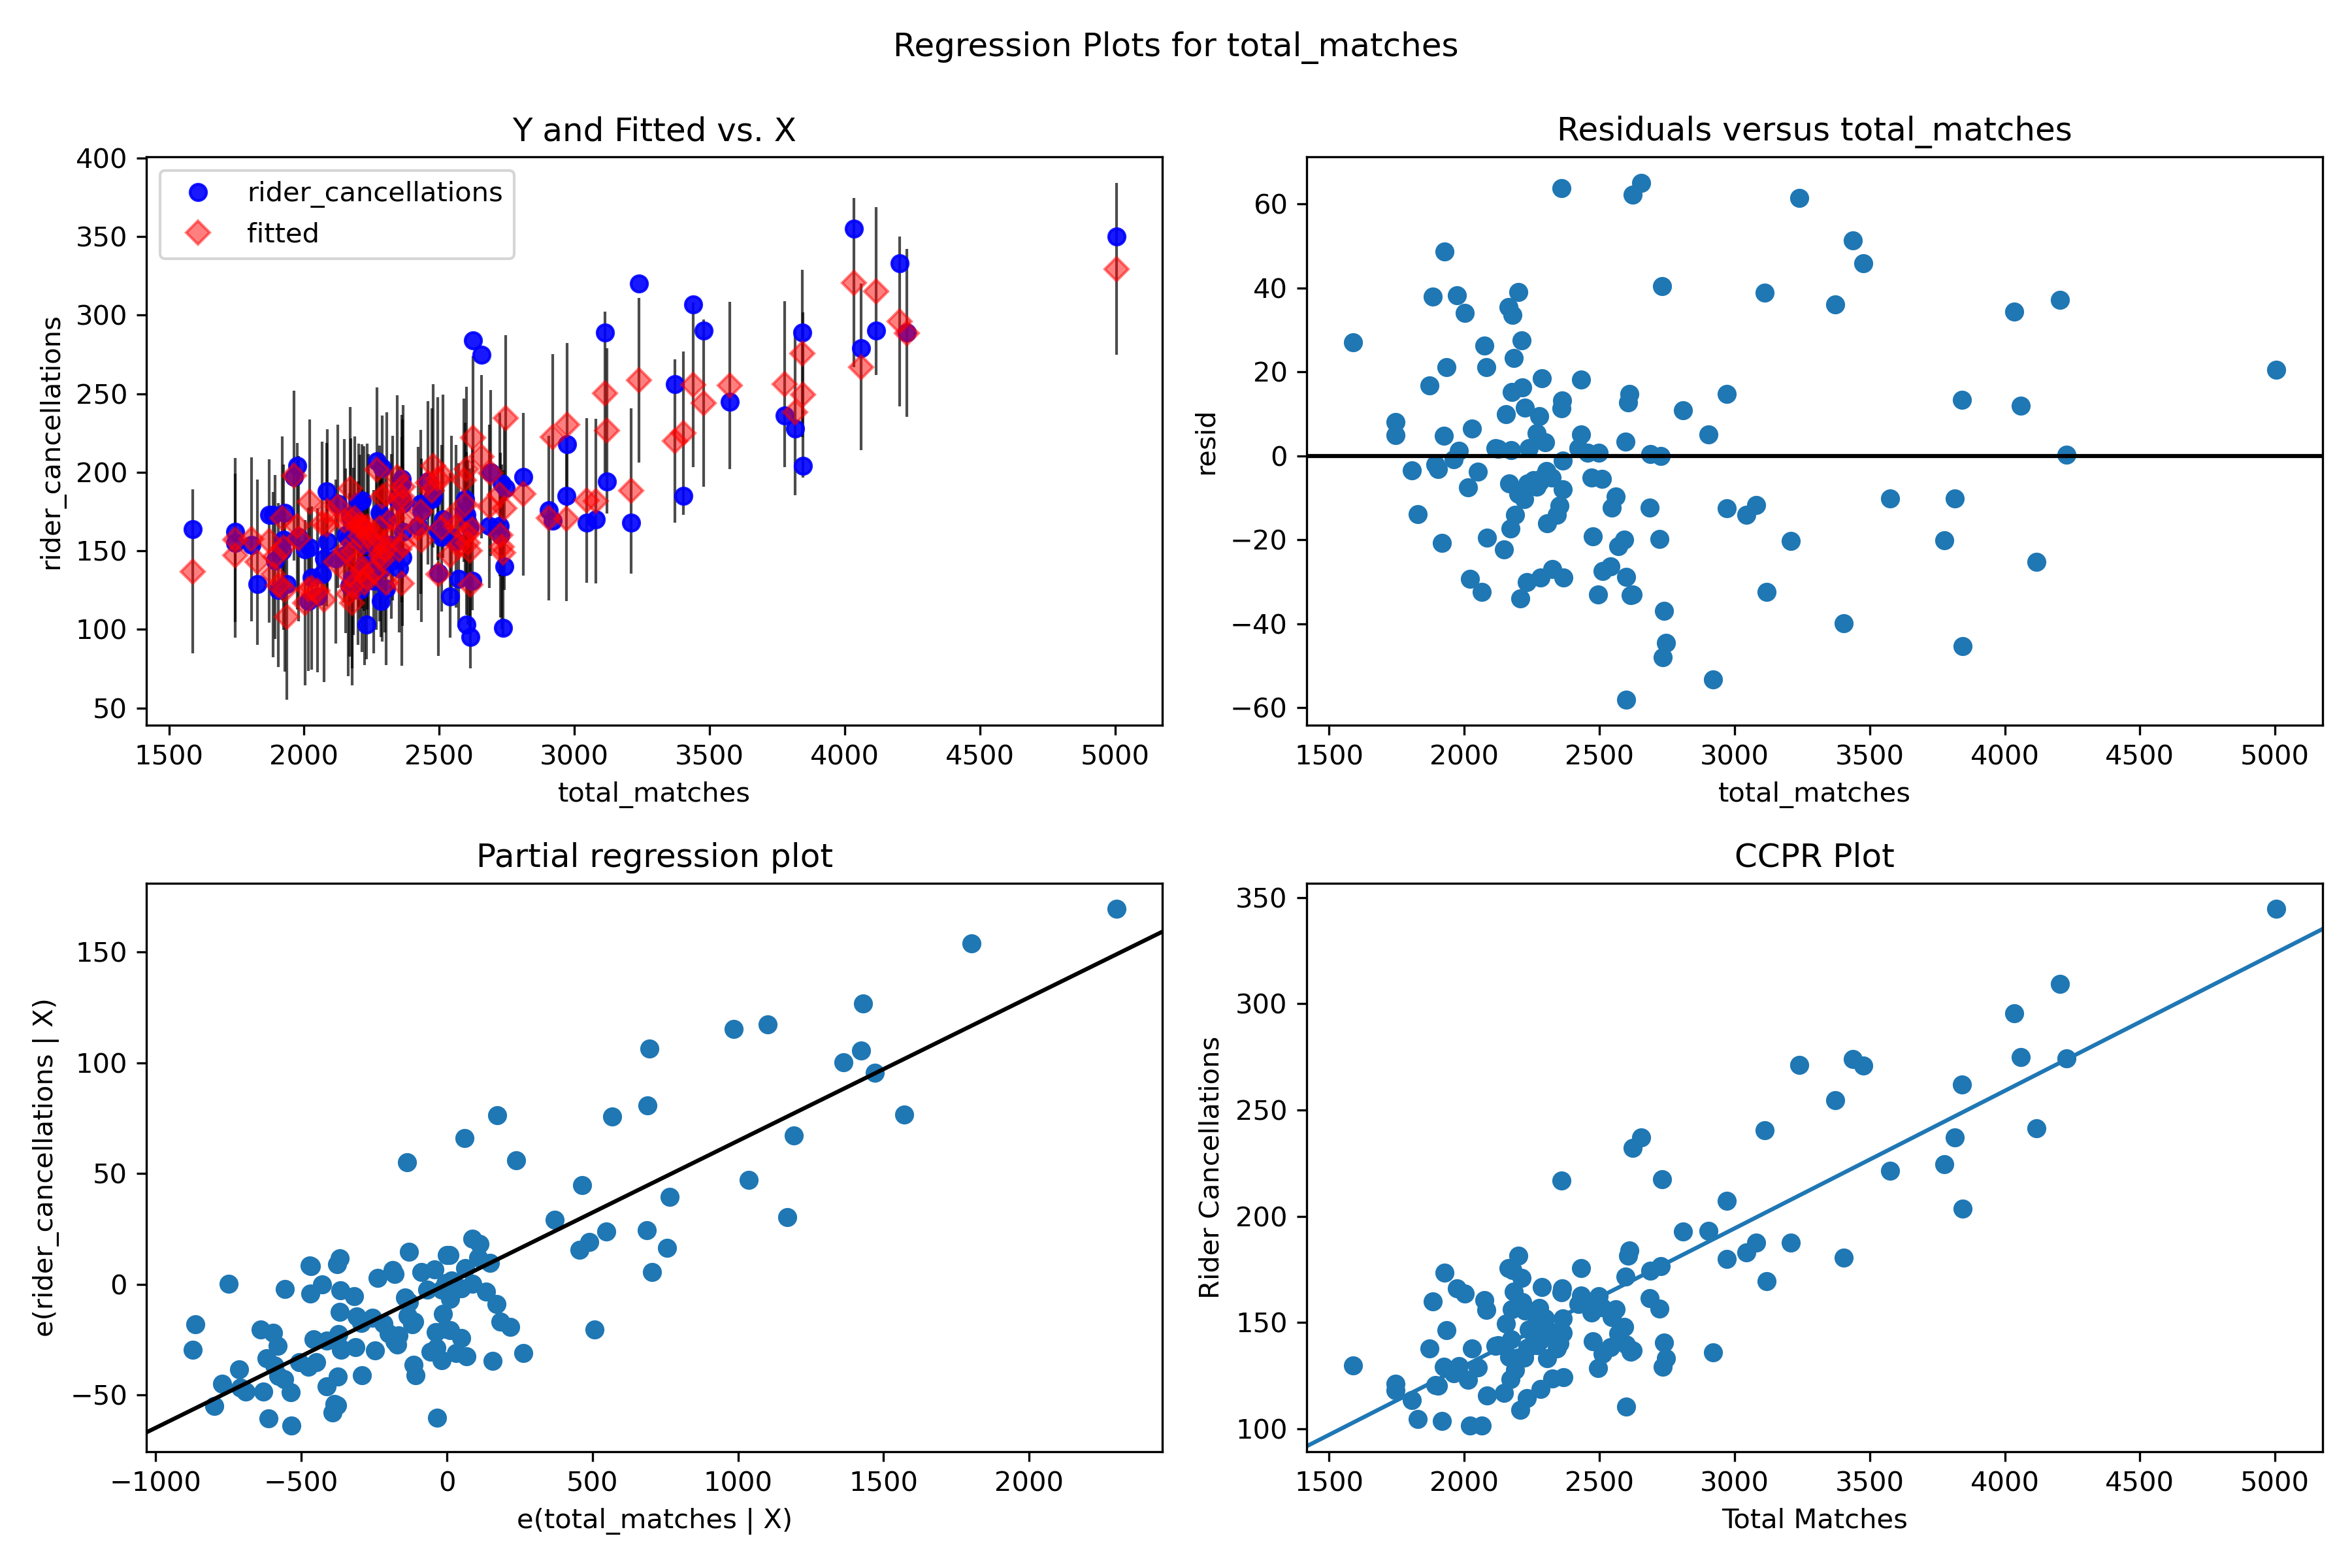 Regression Plots for total_matches
Y and Fitted vs. X
rider_cancellations
fitted
400
350
300
250
200
150
100
50
rider_cancellations
1500 2000 2500 3000 3500 4000 4500 5000
total_matches
Residuals versus total_matches
60
40
20
0
−20
−40
−60
resid
1500 2000 2500 3000 3500 4000 4500 5000
total_matches
Partial regression plot
150
100
50
0
−50
e(rider_cancellations | X)
−1000 −500 0 500 1000 1500 2000
e(total_matches | X)
CCPR Plot
350
300
250
200
150
100
Rider Cancellations
1500 2000 2500 3000 3500 4000 4500 5000
Total Matches